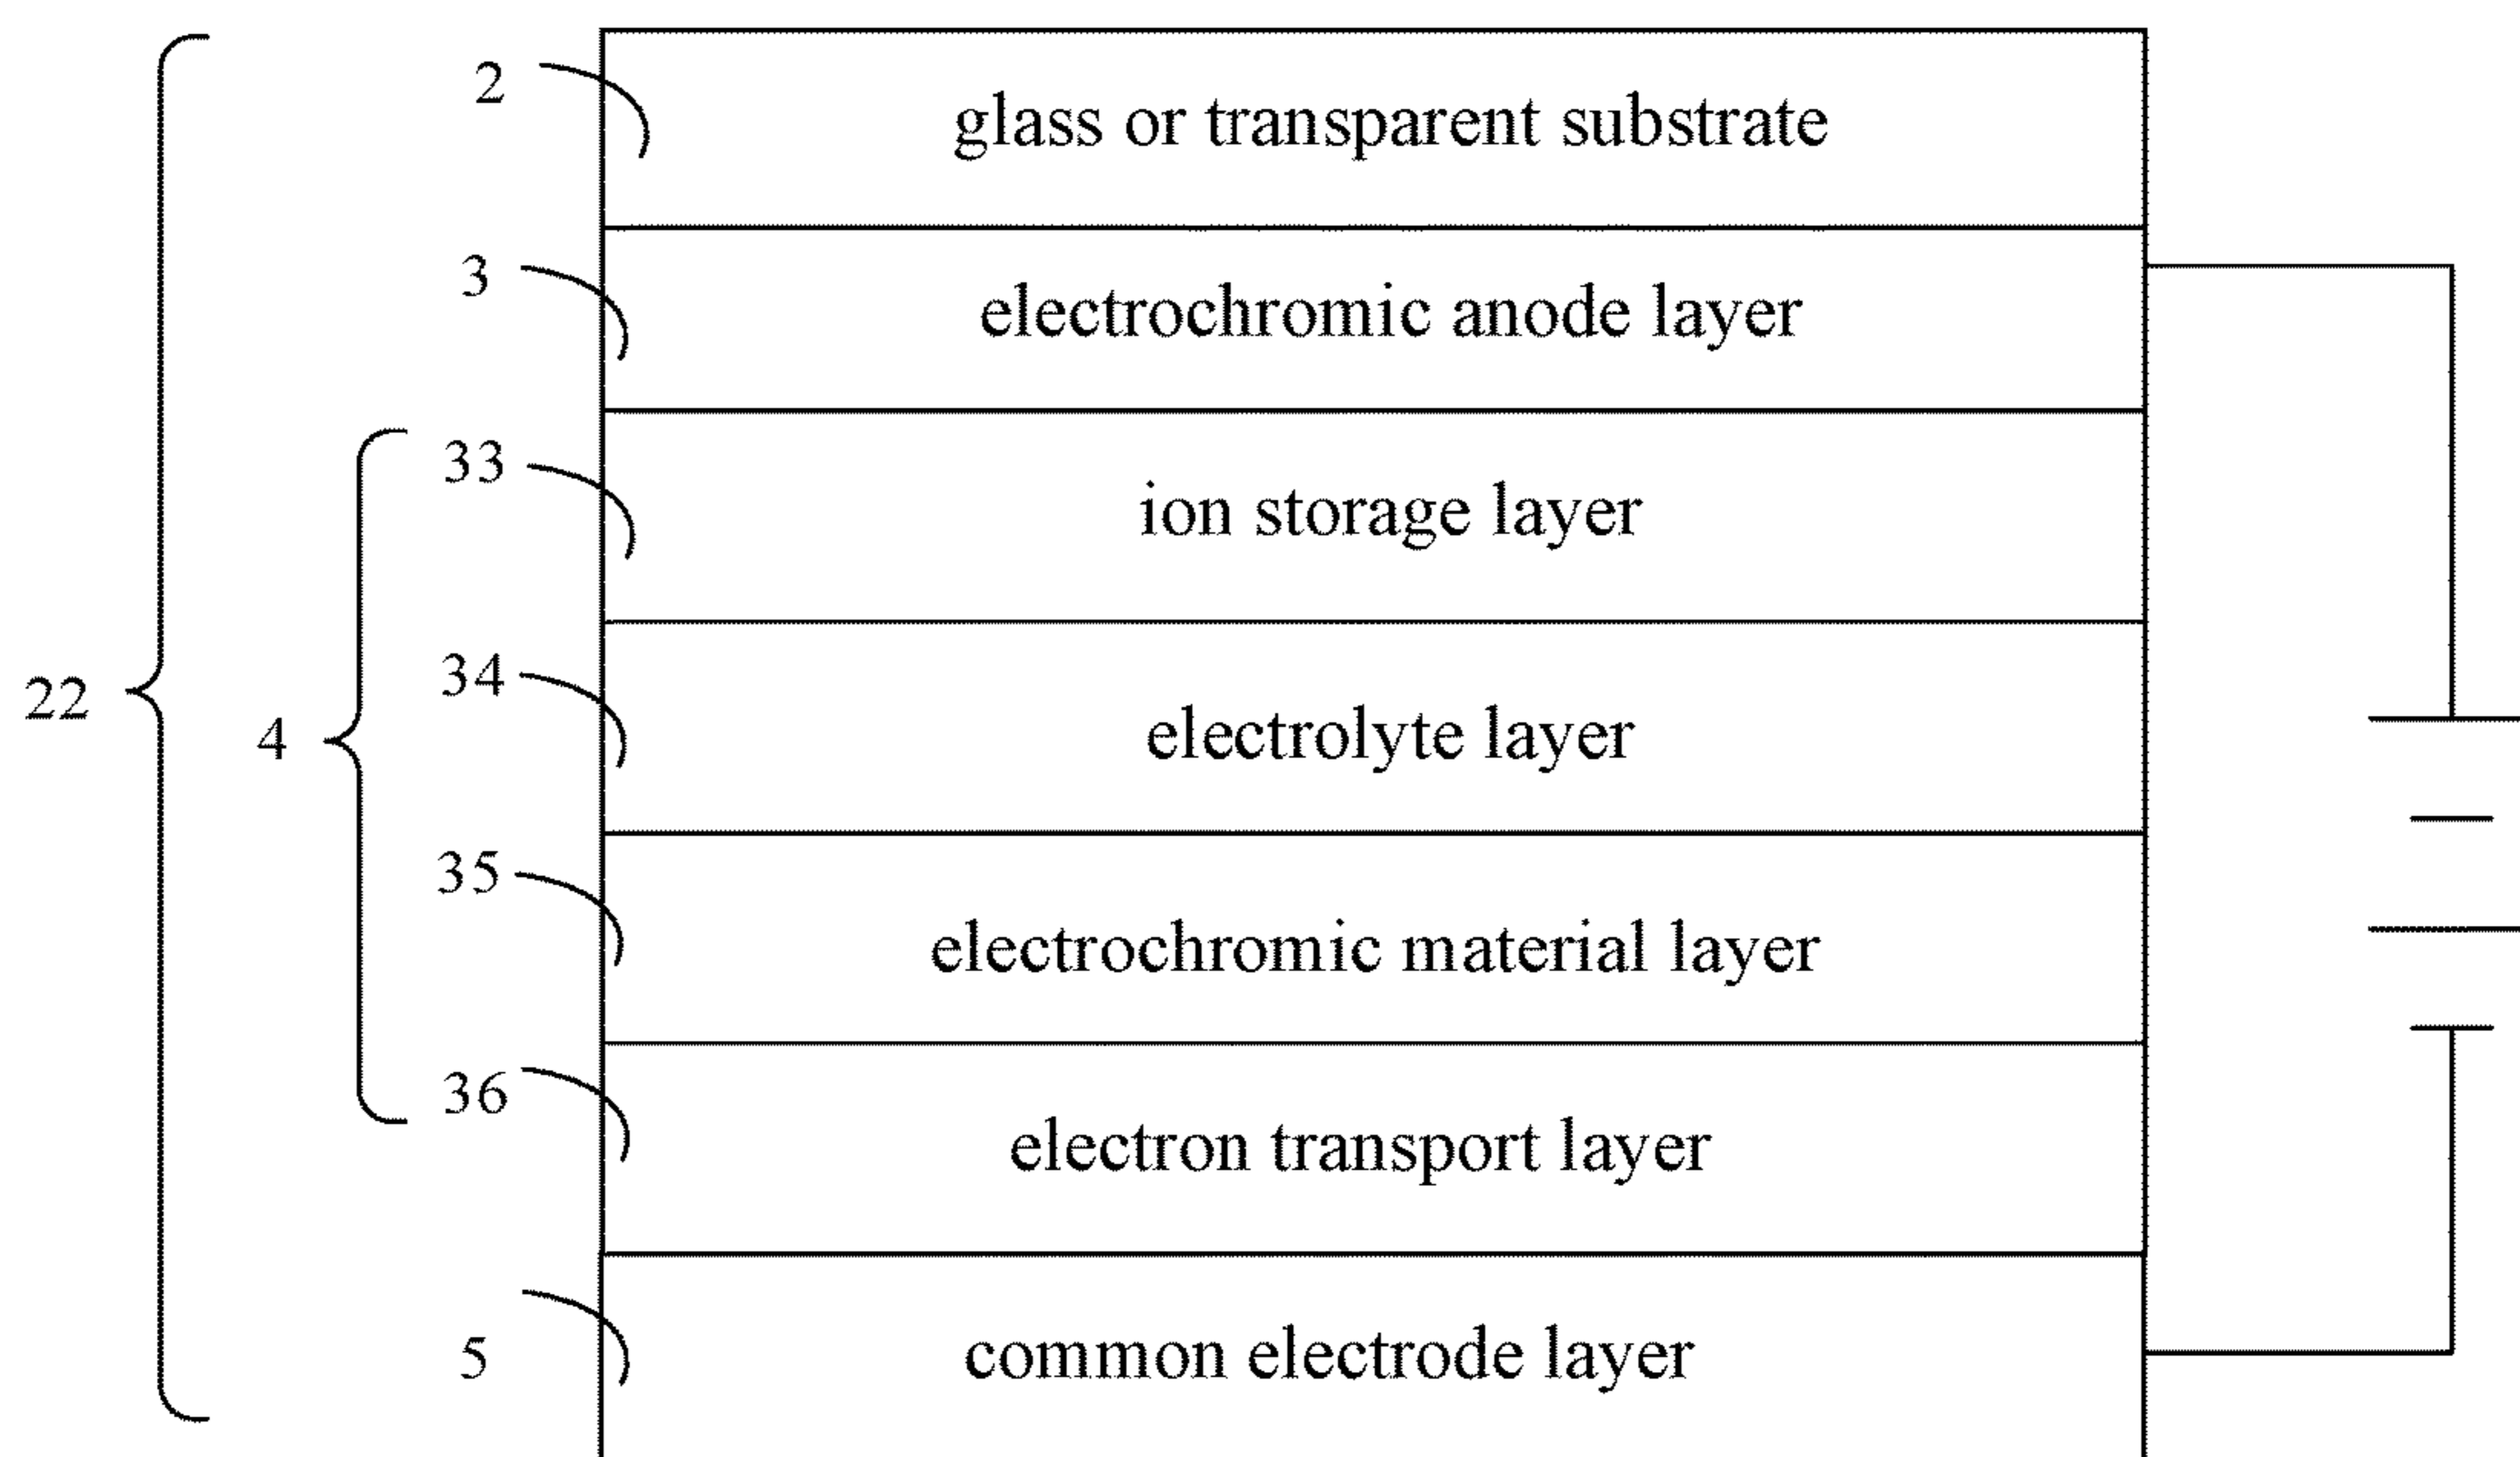 2
glass or transparent substrate
3
electrochromic anode layer
33
ion storage layer
34
electrolyte layer
22
4
35
electrochromic material layer
36
electron transport layer
5
common electrode layer